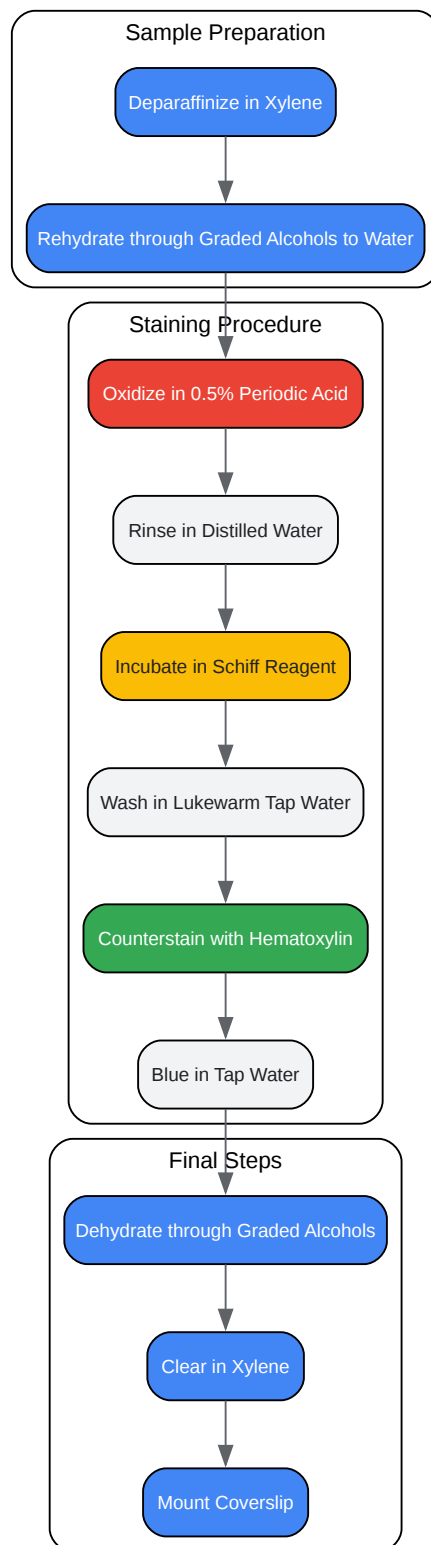 Sample Preparation
Deparaffinize in Xylene
Rehydrate through Graded Alcohols to Water
Staining Procedure
Oxidize in 0.5% Periodic Acid
Rinse in Distilled Water
Incubate in Schiff Reagent
Wash in Lukewarm Tap Water
Counterstain with Hematoxylin
Blue in Tap Water
Final Steps
Dehydrate through Graded Alcohols
Clear in Xylene
Mount Coverslip